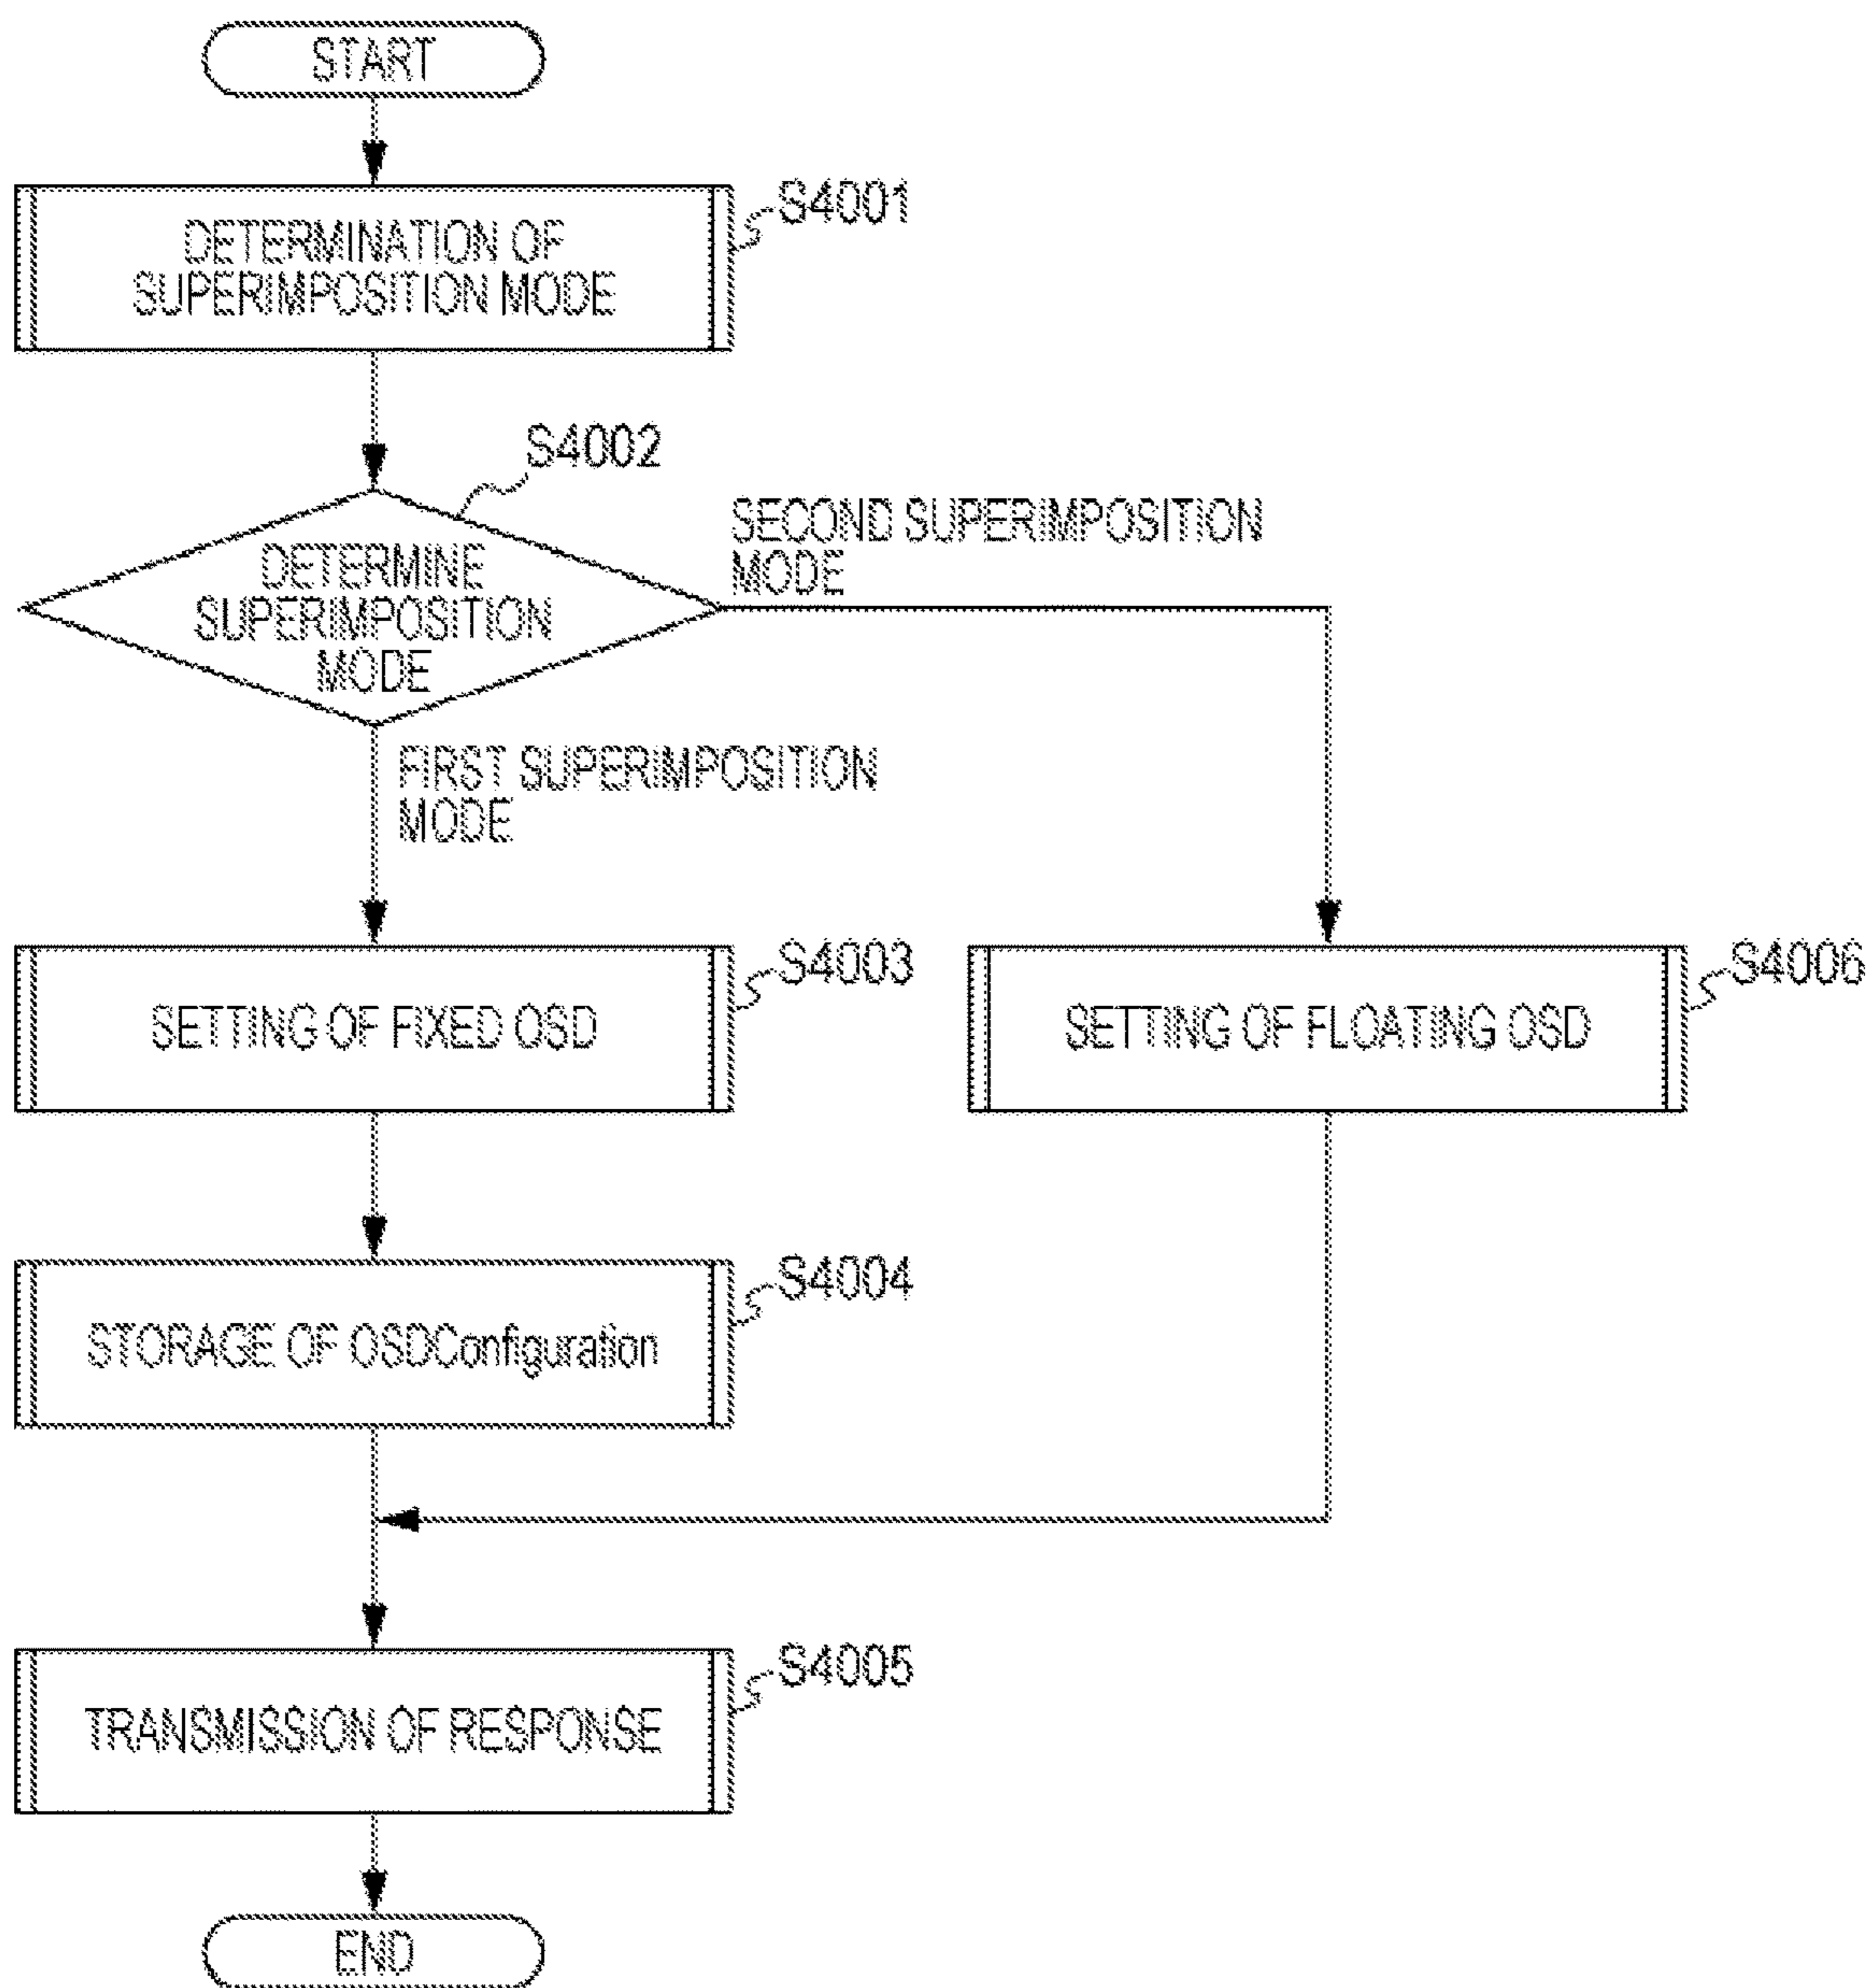 START
S4001
DETERMINATION OF
SUPERIMPOSITION MODE
S4002
DETERMINE
SUPERIMPOSITION
MODE
SECOND SUPERIMPOSITION
MODE
FIRST SUPERIMPOSITION
MODE
S4003
SETTING OF FIXED OSD
S4006
SETTING OF FLOATING OSD
S4004
STORAGE OF OSDConfiguration
S4005
TRANSMISSION OF RESPONSE
END